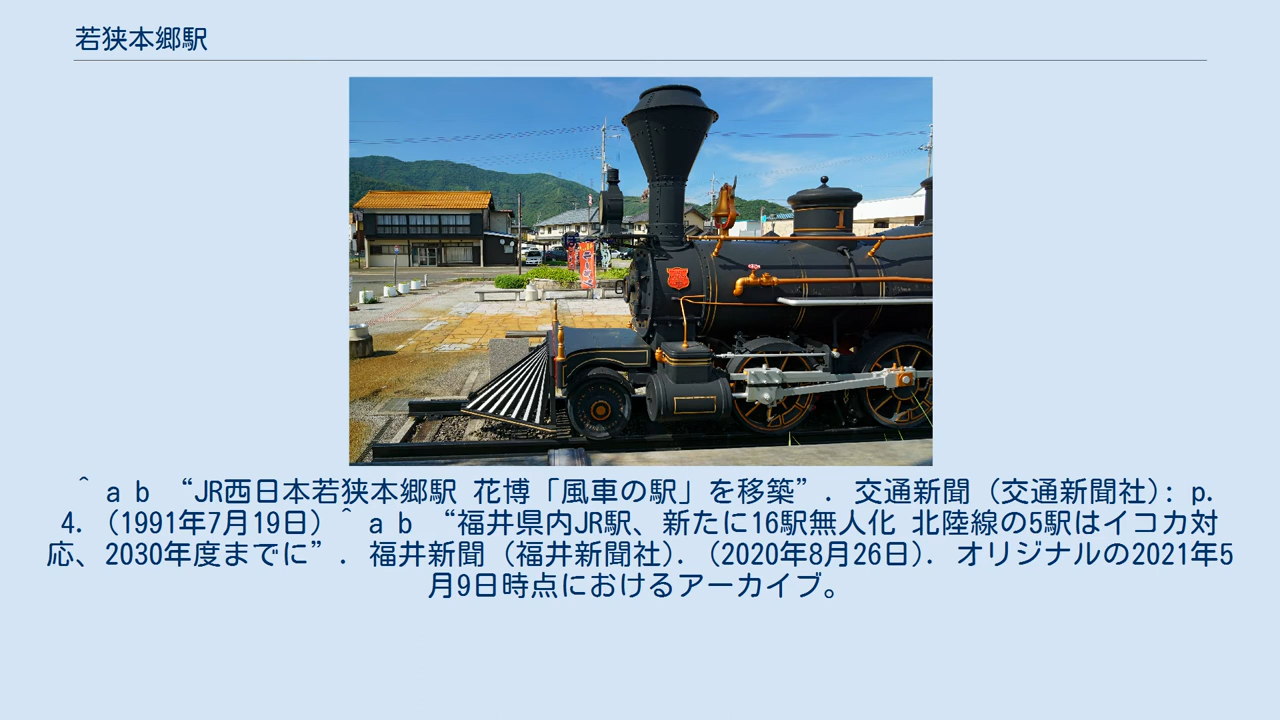 若狭本郷駅
^ a b “JR西日本若狭本郷駅 花博「風車の駅」を移築”. 交通新聞 (交通新聞社): p.
4. (1991年7月19日) ^ a b “福井県内JR駅、新たに16駅無人化 北陸線の5駅はイコカ対
応、2030年度までに”. 福井新聞 (福井新聞社). (2020年8月26日). オリジナルの2021年5
月9日時点におけるアーカイブ。